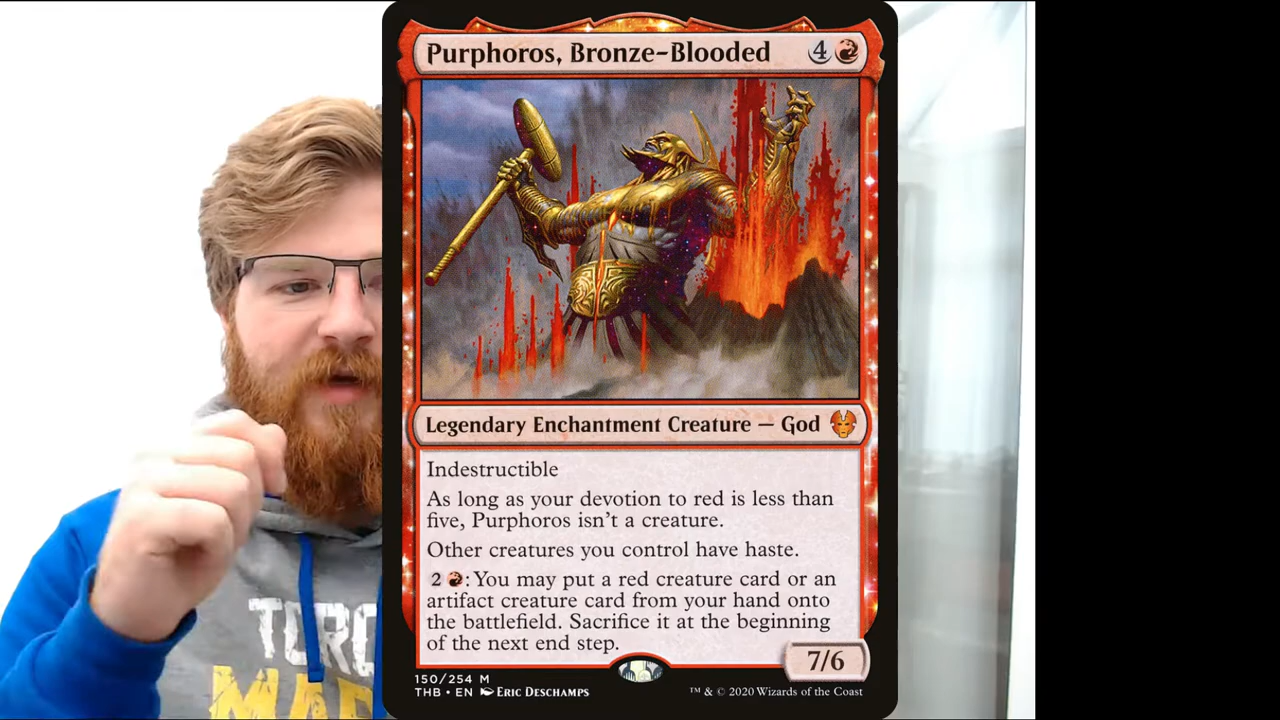 Purphoros, Bronze-Blooded 4
Legendary Enchantment Creature — God
Indestructible
As long as your devotion to red is less than
five, Purphoros isn't a creature.
Other creatures you control have haste.
2 : You may put a red creature card or an
artifact creature card from your hand onto
the battlefield. Sacrifice it at the beginning
of the next end step.
7/6
150/254 M
THB • EN Eric Deschamps
™ & © 2020 Wizards of the Coast